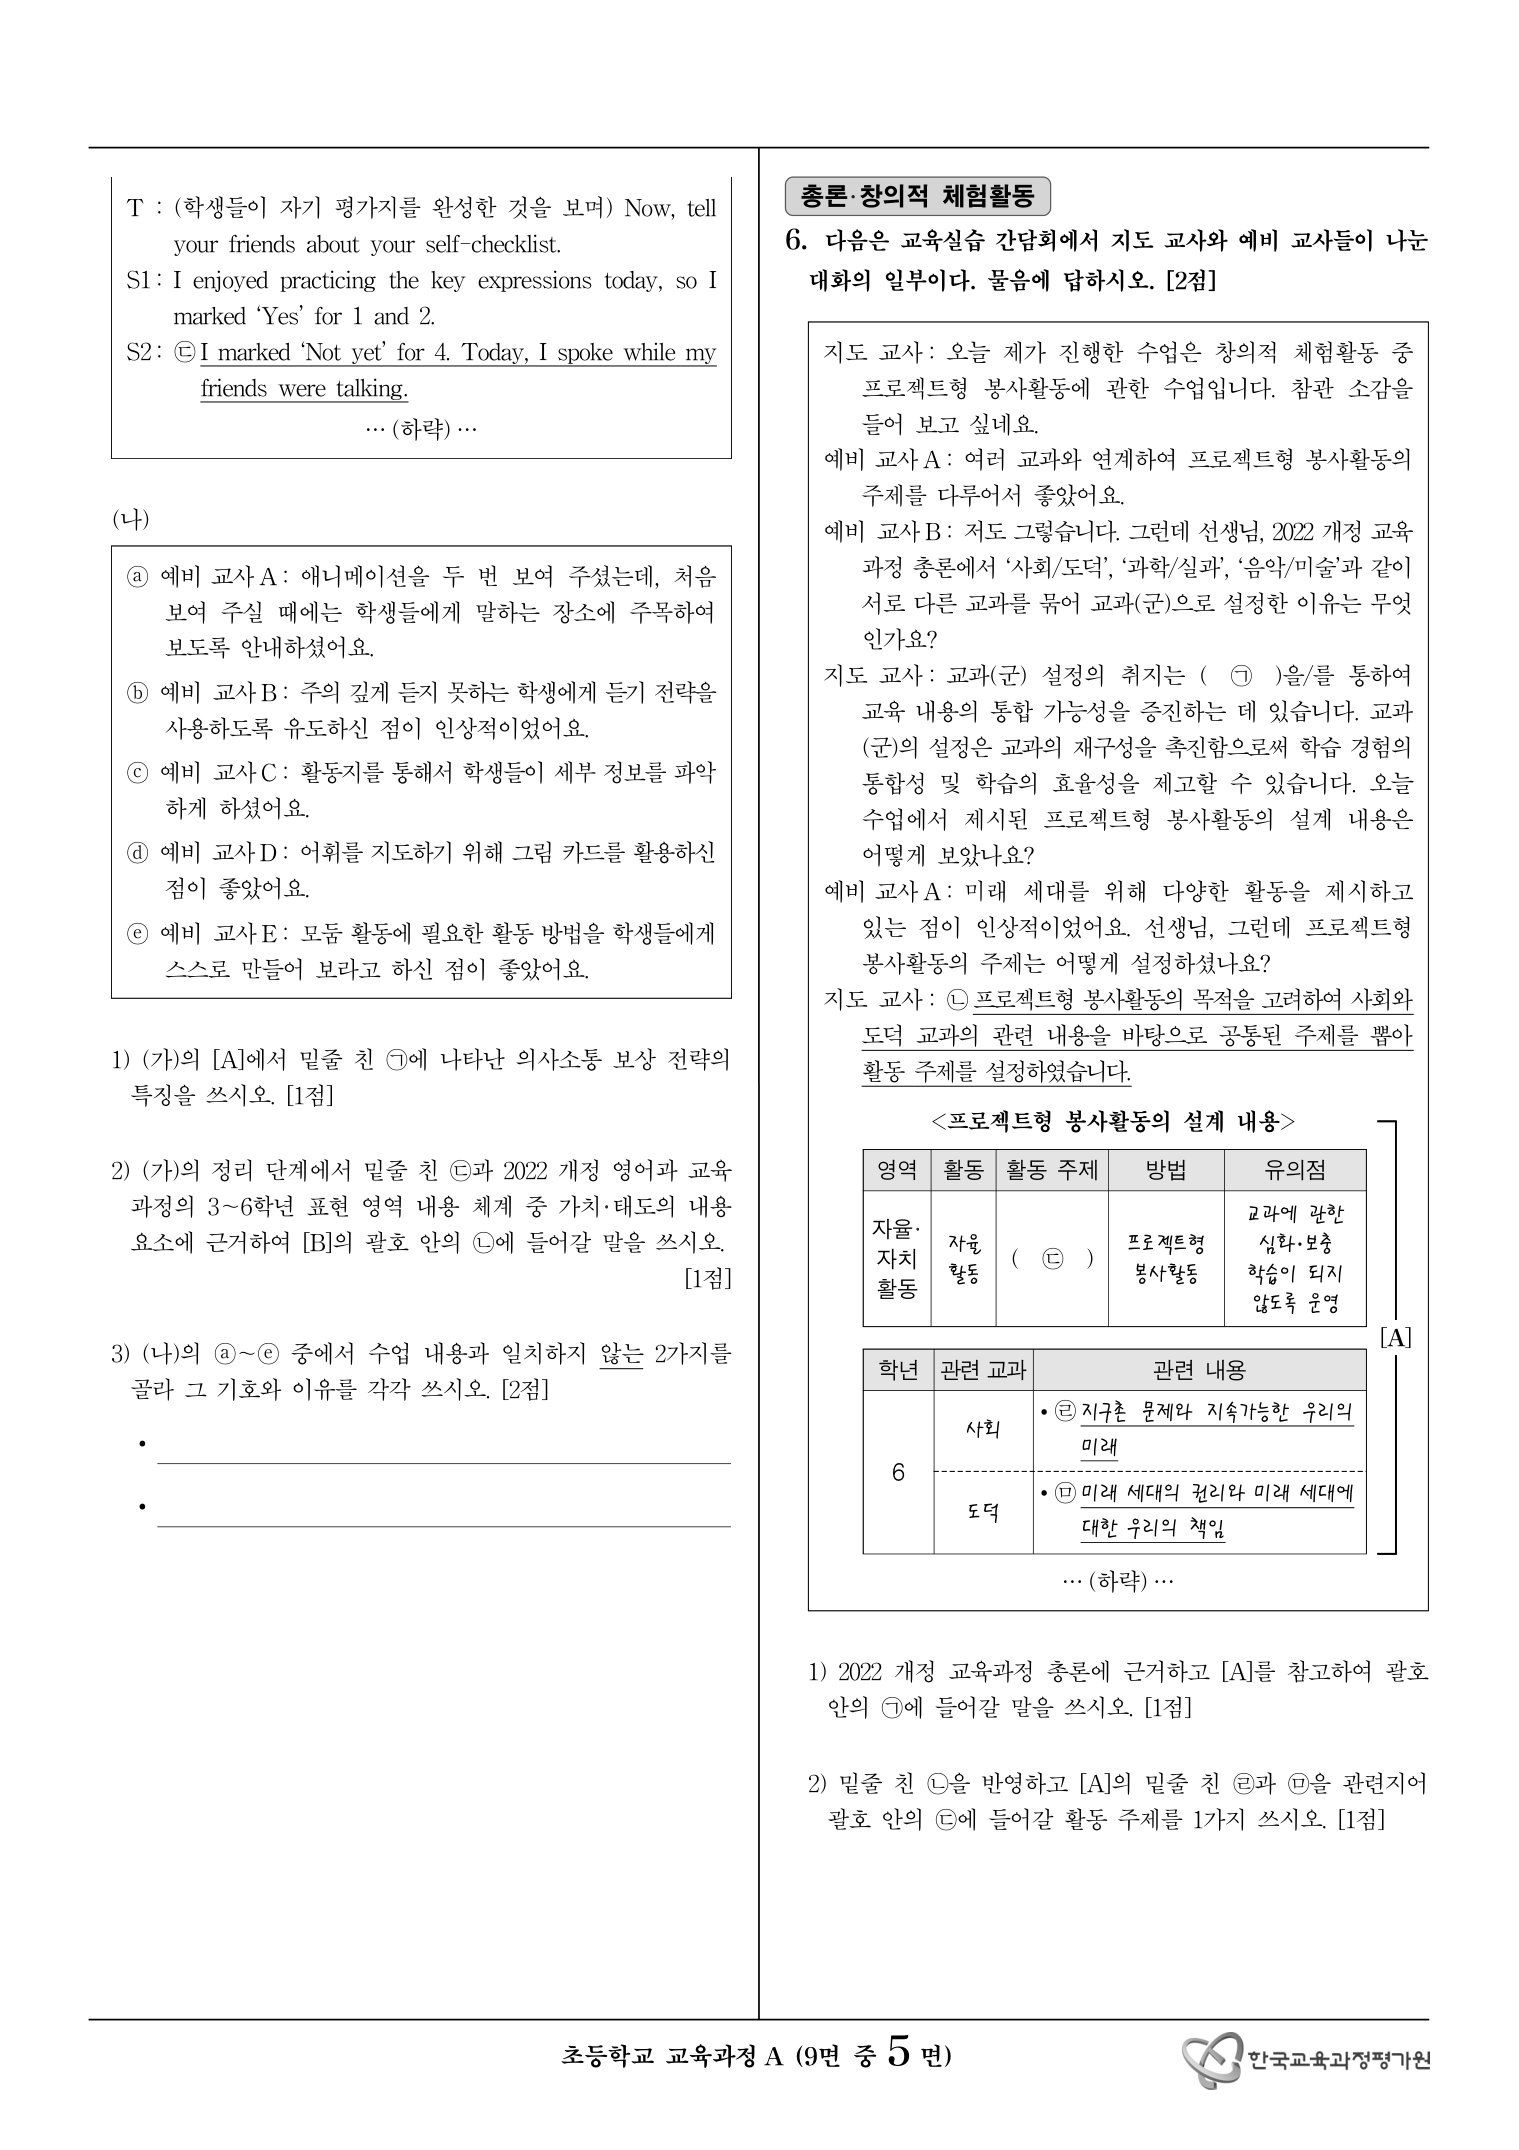 T : (학생들이 자기 평가지를 완성한 것을 보며) Now, tell
your friends about your self-checklist.
S1 : I enjoyed practicing the key expressions today, so I
marked ‘Yes’ for 1 and 2.
S2 : ㉢ I marked ‘Not yet’ for 4. Today, I spoke while my
friends were talking.
… (하략) …
(나)
ⓐ 예비 교사 A : 애니메이션을 두 번 보여 주셨는데, 처음
보여 주실 때에는 학생들에게 말하는 장소에 주목하여
보도록 안내하셨어요.
ⓑ 예비 교사 B : 주의 깊게 듣지 못하는 학생에게 듣기 전략을
사용하도록 유도하신 점이 인상적이었어요.
ⓒ 예비 교사 C : 활동지를 통해서 학생들이 세부 정보를 파악
하게 하셨어요.
ⓓ 예비 교사 D : 어휘를 지도하기 위해 그림 카드를 활용하신
점이 좋았어요.
ⓔ 예비 교사 E : 모둠 활동에 필요한 활동 방법을 학생들에게
스스로 만들어 보라고 하신 점이 좋았어요.
1) (가)의 [A]에서 밑줄 친 ㉠에 나타난 의사소통 보상 전략의
특징을 쓰시오. [1점]
2) (가)의 정리 단계에서 밑줄 친 ㉢과 2022 개정 영어과 교육
과정의 3～6학년 표현 영역 내용 체계 중 가치·태도의 내용
요소에 근거하여 [B]의 괄호 안의 ㉡에 들어갈 말을 쓰시오.
[1점]
3) (나)의 ⓐ～ⓔ 중에서 수업 내용과 일치하지 않는 2가지를
골라 그 기호와 이유를 각각 쓰시오. [2점]
•
•
총론·창의적 체험활동
6. 다음은 교육실습 간담회에서 지도 교사와 예비 교사들이 나눈
대화의 일부이다. 물음에 답하시오. [2점]
지도 교사 : 오늘 제가 진행한 수업은 창의적 체험활동 중
프로젝트형 봉사활동에 관한 수업입니다. 참관 소감을
들어 보고 싶네요.
예비 교사 A : 여러 교과와 연계하여 프로젝트형 봉사활동의
주제를 다루어서 좋았어요.
예비 교사 B : 저도 그렇습니다. 그런데 선생님, 2022 개정 교육
과정 총론에서 ‘사회/도덕’, ‘과학/실과’, ‘음악/미술’과 같이
서로 다른 교과를 묶어 교과(군)으로 설정한 이유는 무엇
인가요?
지도 교사 : 교과(군) 설정의 취지는 ( ㉠ )을/를 통하여
교육 내용의 통합 가능성을 증진하는 데 있습니다. 교과
(군)의 설정은 교과의 재구성을 촉진함으로써 학습 경험의
통합성 및 학습의 효율성을 제고할 수 있습니다. 오늘
수업에서 제시된 프로젝트형 봉사활동의 설계 내용은
어떻게 보았나요?
예비 교사 A : 미래 세대를 위해 다양한 활동을 제시하고
있는 점이 인상적이었어요. 선생님, 그런데 프로젝트형
봉사활동의 주제는 어떻게 설정하셨나요?
지도 교사 : ㉡ 프로젝트형 봉사활동의 목적을 고려하여 사회와
도덕 교과의 관련 내용을 바탕으로 공통된 주제를 뽑아
활동 주제를 설정하였습니다.
<프로젝트형 봉사활동의 설계 내용>
영역 활동 활동 주제 방법 유의점
자율·자치 활동 자율 활동 ( ㉢ ) 프로젝트형 봉사활동 교과에 관한 심화·보충 학습이 되지 않도록 운영
[A]
학년 관련 교과 관련 내용
6 사회 • ㉣ 지구촌 문제와 지속가능한 우리의
미래
도덕 • ㉤ 미래 세대의 권리와 미래 세대에
대한 우리의 책임
… (하략) …
1) 2022 개정 교육과정 총론에 근거하고 [A]를 참고하여 괄호
안의 ㉠에 들어갈 말을 쓰시오. [1점]
2) 밑줄 친 ㉡을 반영하고 [A]의 밑줄 친 ㉣과 ㉤을 관련지어
괄호 안의 ㉢에 들어갈 활동 주제를 1가지 쓰시오. [1점]
초등학교 교육과정 A (9면 중 5 면)
한국교육과정평가원